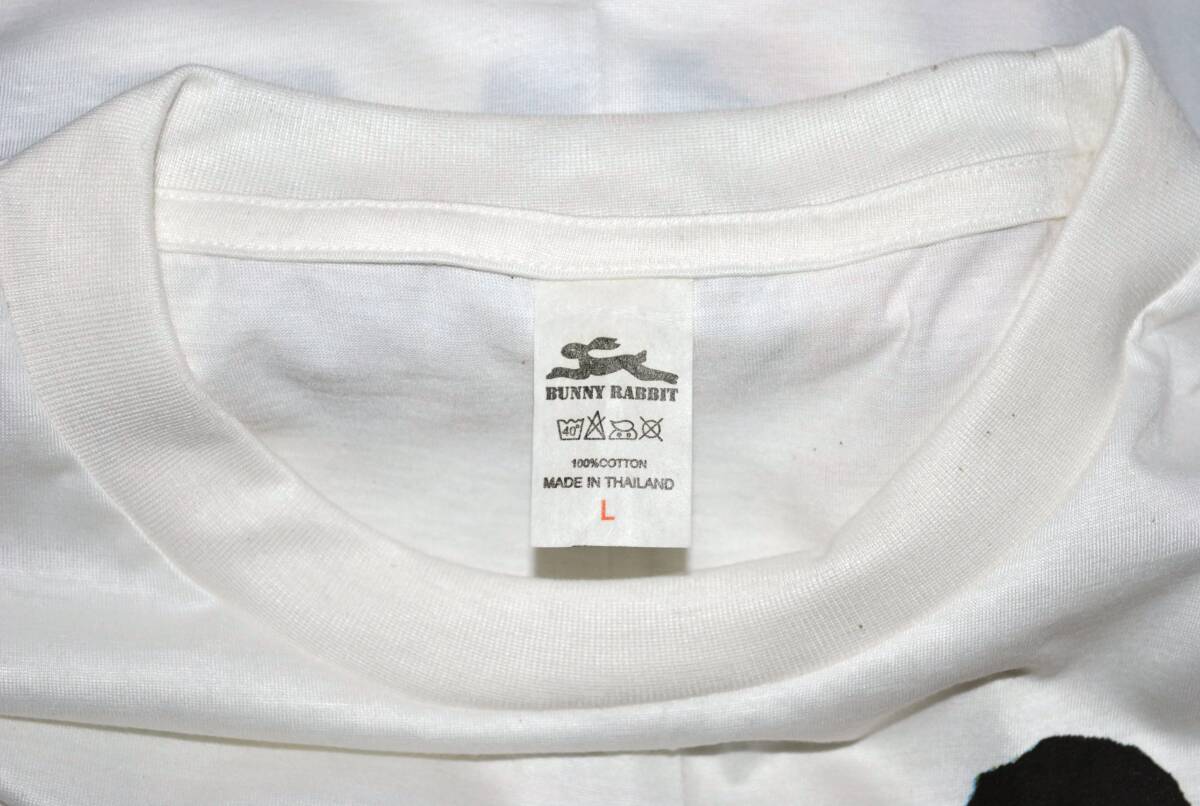 BUNNY RABBIT
40°
100%COTTON
MADE IN THAILAND
L